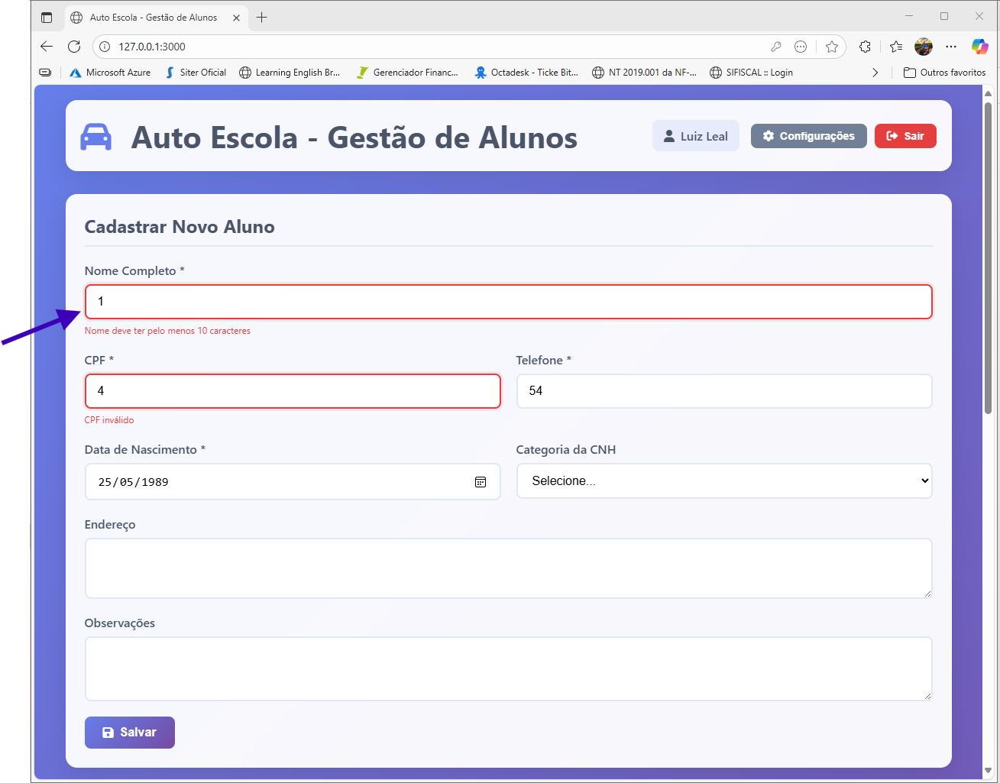 Auto Escola - Gestão de Alunos
127.0.0.1:3000
Microsoft Azure
Siter Oficial
Learning English Br...
Gerenciador Financ...
Octadesk - Ticke Bit...
NT 2019.001 da NF-...
SIFISCAL :: Login
Outros favoritos
Auto Escola - Gestão de Alunos
Luiz Leal
Configurações
Sair
Cadastrar Novo Aluno
Nome Completo *
1
Nome deve ter pelo menos 10 caracteres
CPF *
4
CPF inválido
Telefone *
54
Data de Nascimento *
25/05/1989
Categoria da CNH
Selecione...
Endereço
Observações
Salvar